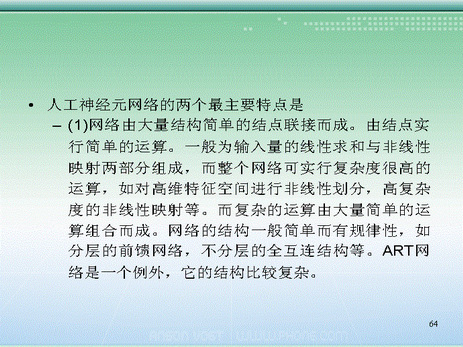 • 人工神经元网络的两个最主要特点是
– (1)网络由大量结构简单的结点联接而成。由结点实
行简单的运算。一般为输入量的线性求和与非线性
映射两部分组成，而整个网络可实行复杂度很高的
运算，如对高维特征空间进行非线性划分，高复杂
度的非线性映射等。而复杂的运算由大量简单的运
算组合而成。网络的结构一般简单而有规律性，如
分层的前馈网络，不分层的全互连结构等。ART网
络是一个例外，它的结构比较复杂。
64